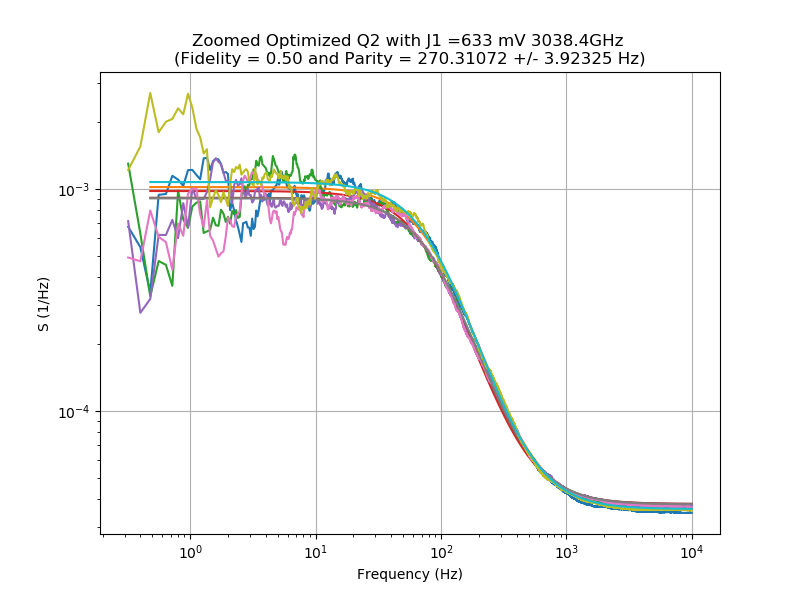 Zoomed Optimized Q2 with J1 =633 mV 3038.4GHz
(Fidelity = 0.50 and Parity = 270.31072 +/- 3.92325 Hz)
S (1/Hz)
10⁻³
10⁻⁴
10⁰ 10¹ 10² 10³ 10⁴
Frequency (Hz)